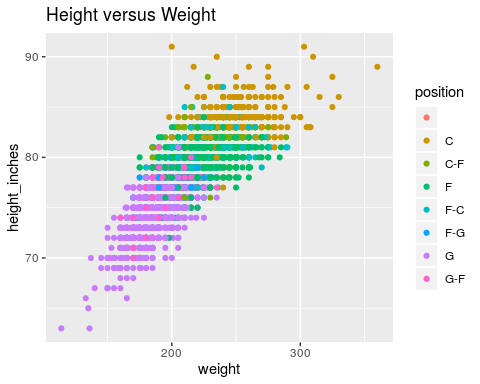 Height versus Weight
height_inches
90
80
70
200
300
weight
position
C
C-F
F
F-C
F-G
G
G-F